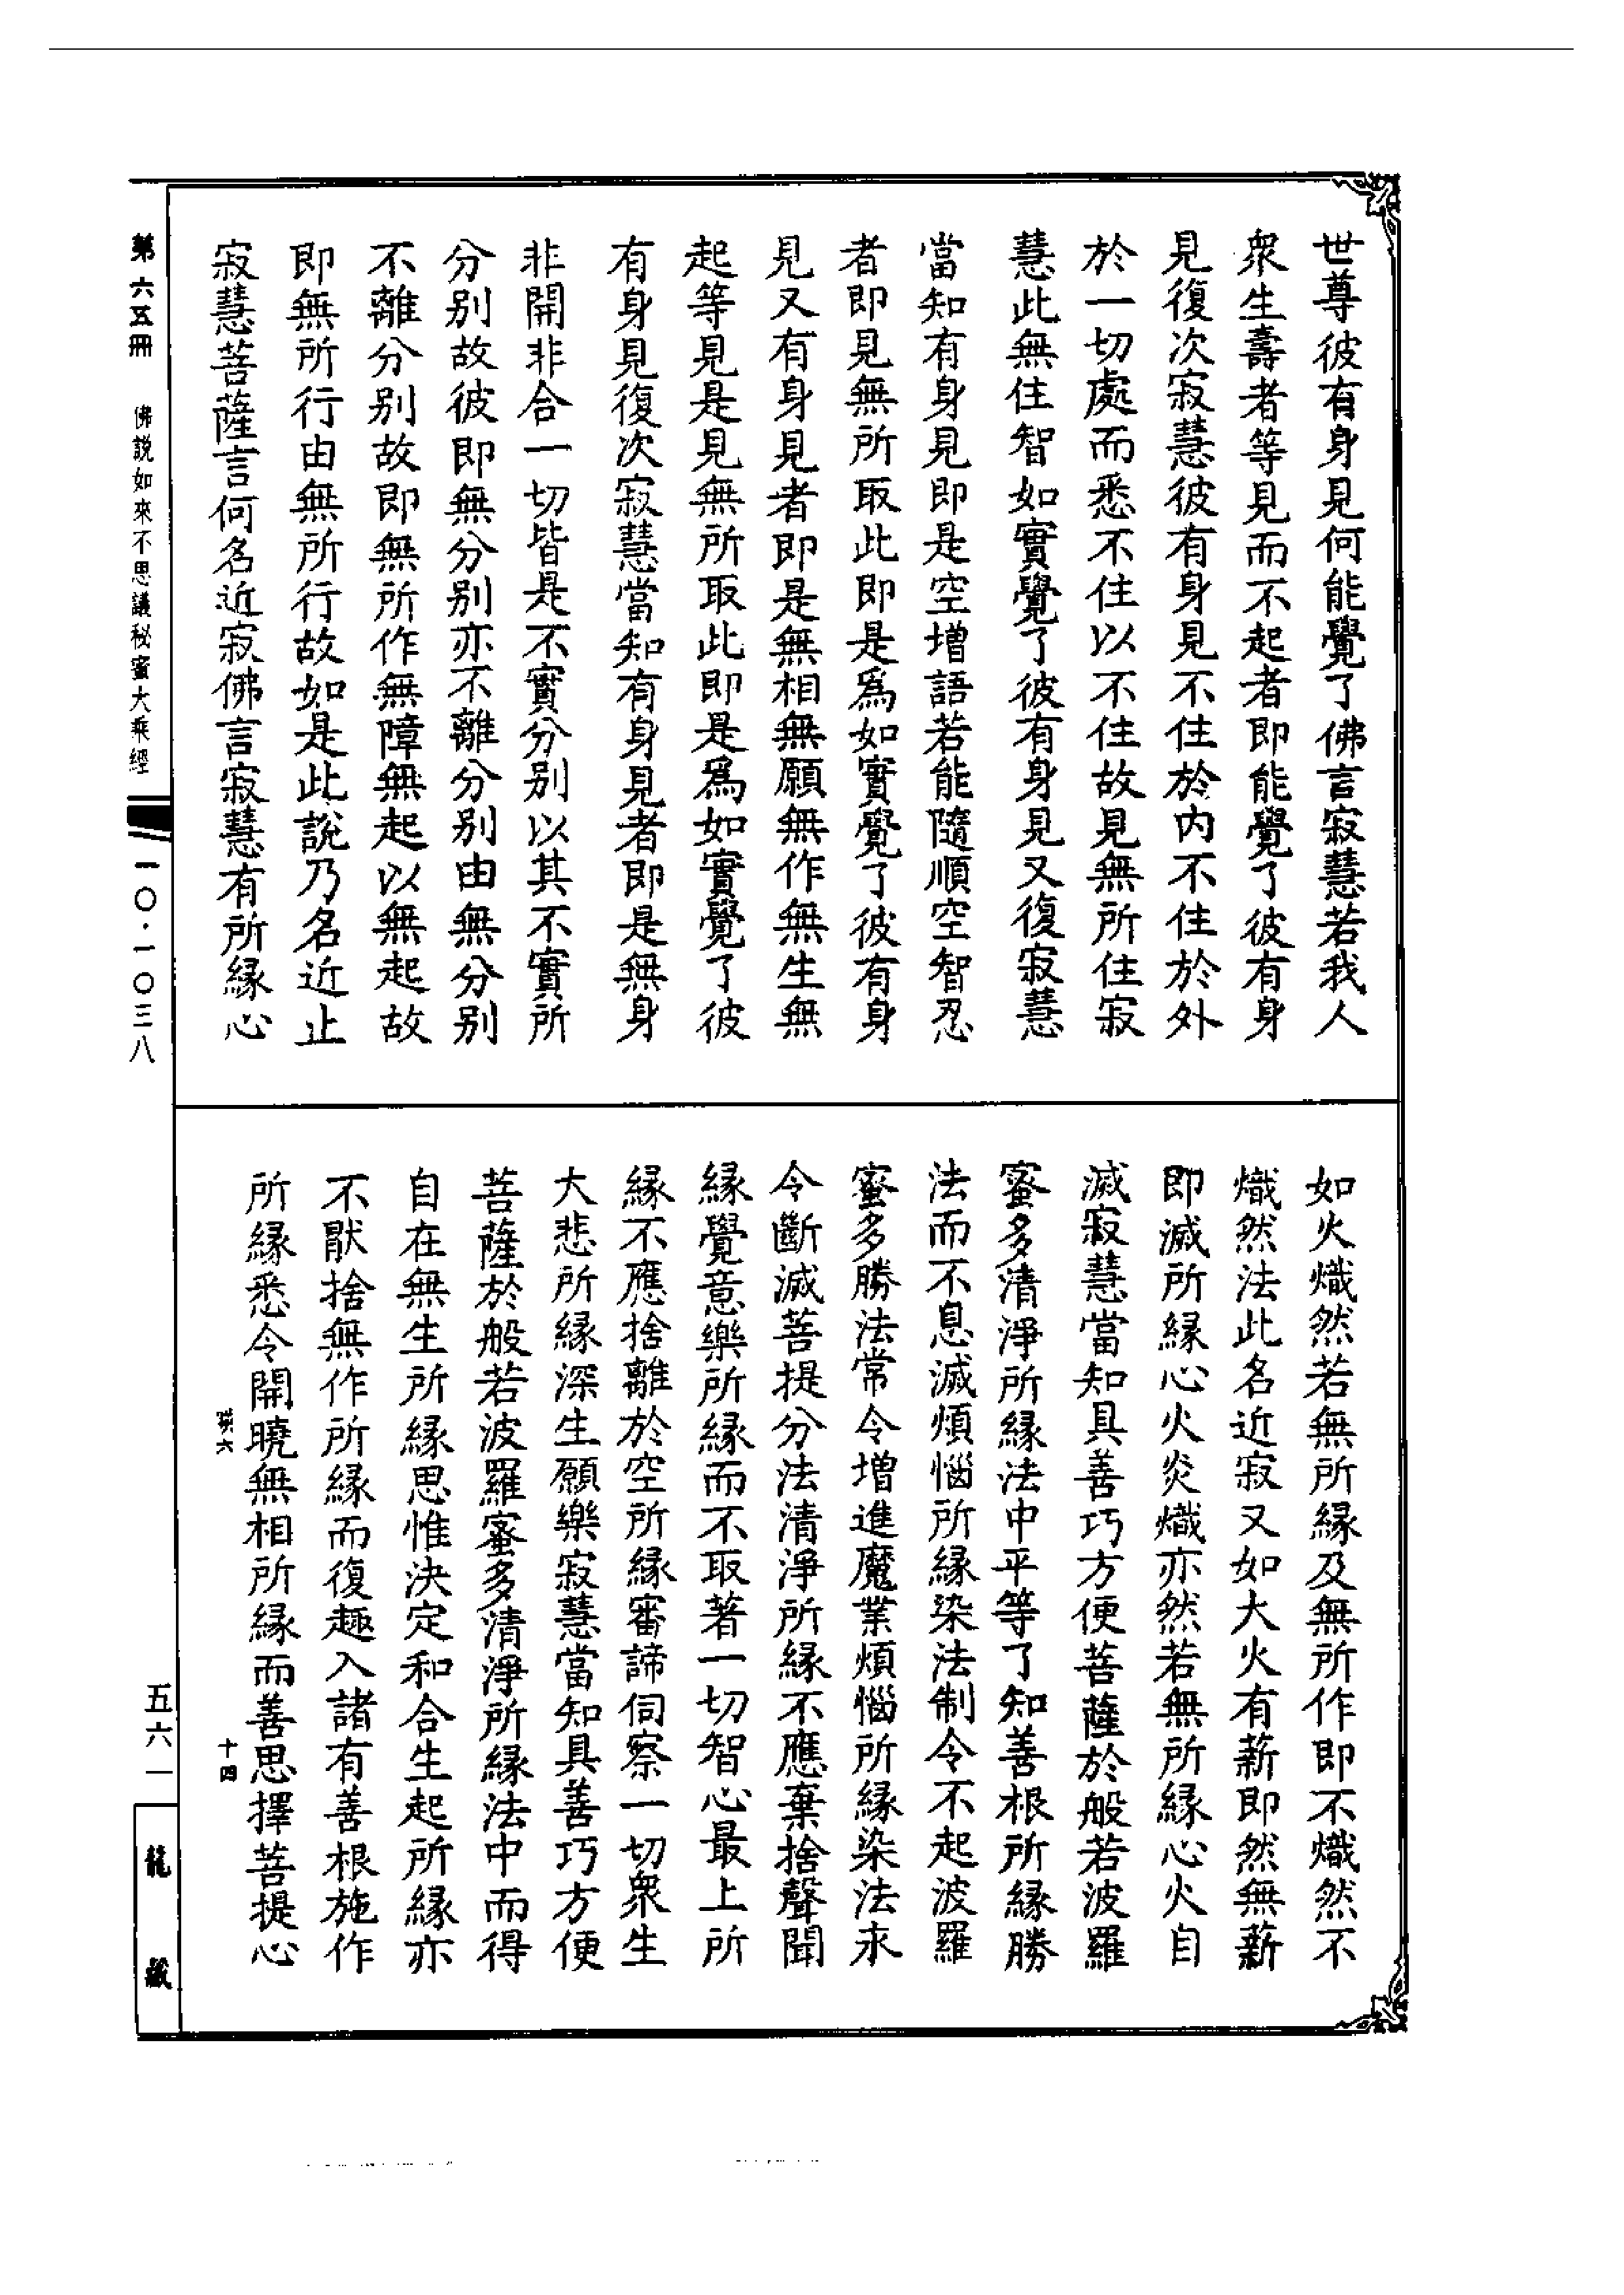 世尊彼有身見何能覺了佛言寂慧若我人
衆生壽者等見而不起者即能覺了彼有身
見復次寂慧彼有身見不住於内不住於外
於一切處而悉不住以不住故見無所住寂
慧此無住智如實覺了彼有身見又復寂慧
當知有身見即是空增語若能隨順空智忍
者即見無所取此即是爲如實覺了彼有身
見又有身見者即是無相無願無作無生無
起等見是見無所取此即是爲如實覺了彼
有身見復次寂慧當知有身見者即是無身
非開非合一切皆是不實分别以其不實所
分别故彼即無分别亦不離分别由無分别
不離分别故即無所作無障無起以無起故
即無所行由無所行故如是此説乃名近止
寂慧菩薩言何名近寂佛言寂慧有所緣心
如火熾然若無所緣及無所作即不熾然不
熾然法此名近寂又如大火有薪即然無薪
即滅所緣心火炎熾亦然若無所緣心火自
滅寂慧當知具善巧方便菩薩於般若波羅
蜜多清淨所緣法中平等了知善根所緣勝
法而不息滅煩惱所緣染法制令不起波羅
蜜多勝法常令增進魔業煩惱所緣染法永
令斷滅菩提分法清淨所緣不應棄捨聲聞
緣覺意樂所緣而不取著一切智心最上所
緣不應捨離於空所緣審諦伺察一切衆生
大悲所緣深生願樂寂慧當知具善巧方便
菩薩於般若波羅蜜多清淨所緣法中而得
自在無生所緣思惟決定和合生起所緣亦
不厭捨無作所緣而復趣入諸有善根施作
所緣悉令開曉無相所緣而善思擇菩提心
十四
第六五冊
佛説如來不思議秘蜜大乘經
一〇·一〇三八
五六一
龍藏